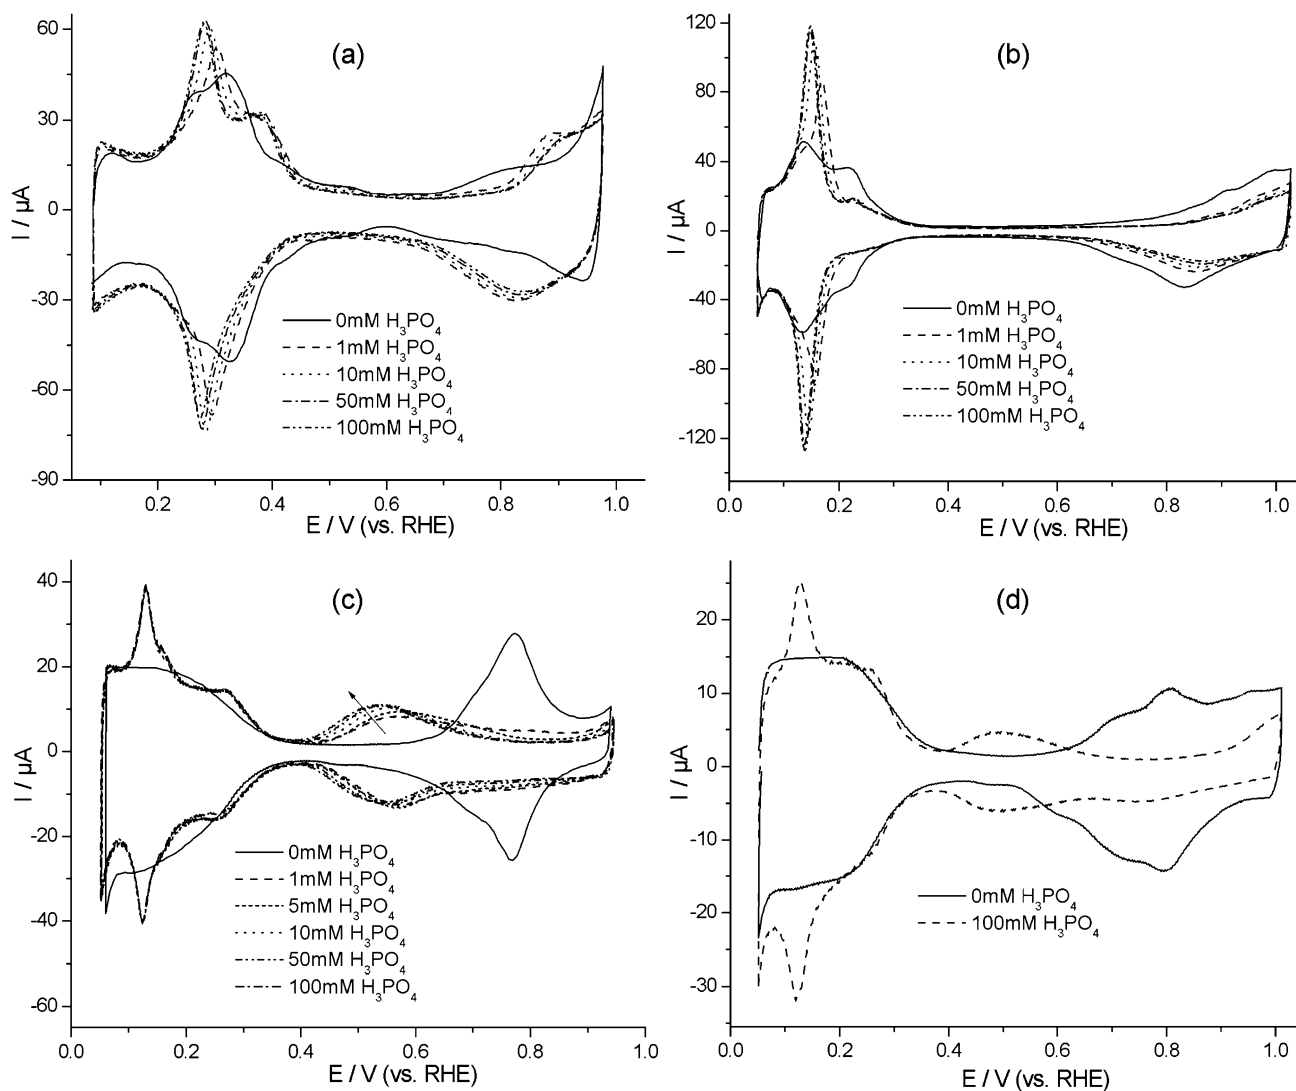 (a)
60
30
0
-30
-60
-90
I / µA
0mM H₃PO₄
1mM H₃PO₄
10mM H₃PO₄
50mM H₃PO₄
100mM H₃PO₄
0.2 0.4 0.6 0.8 1.0
E / V (vs. RHE)
(b)
120
80
40
0
-40
-80
-120
I / µA
0mM H₃PO₄
1mM H₃PO₄
10mM H₃PO₄
50mM H₃PO₄
100mM H₃PO₄
0.0 0.2 0.4 0.6 0.8 1.0
E / V (vs. RHE)
(c)
40
20
0
-20
-40
-60
I / µA
0mM H₃PO₄
1mM H₃PO₄
5mM H₃PO₄
10mM H₃PO₄
50mM H₃PO₄
100mM H₃PO₄
0.0 0.2 0.4 0.6 0.8 1.0
E / V (vs. RHE)
(d)
20
10
0
-10
-20
-30
I / µA
0mM H₃PO₄
100mM H₃PO₄
0.0 0.2 0.4 0.6 0.8 1.0
E / V (vs. RHE)